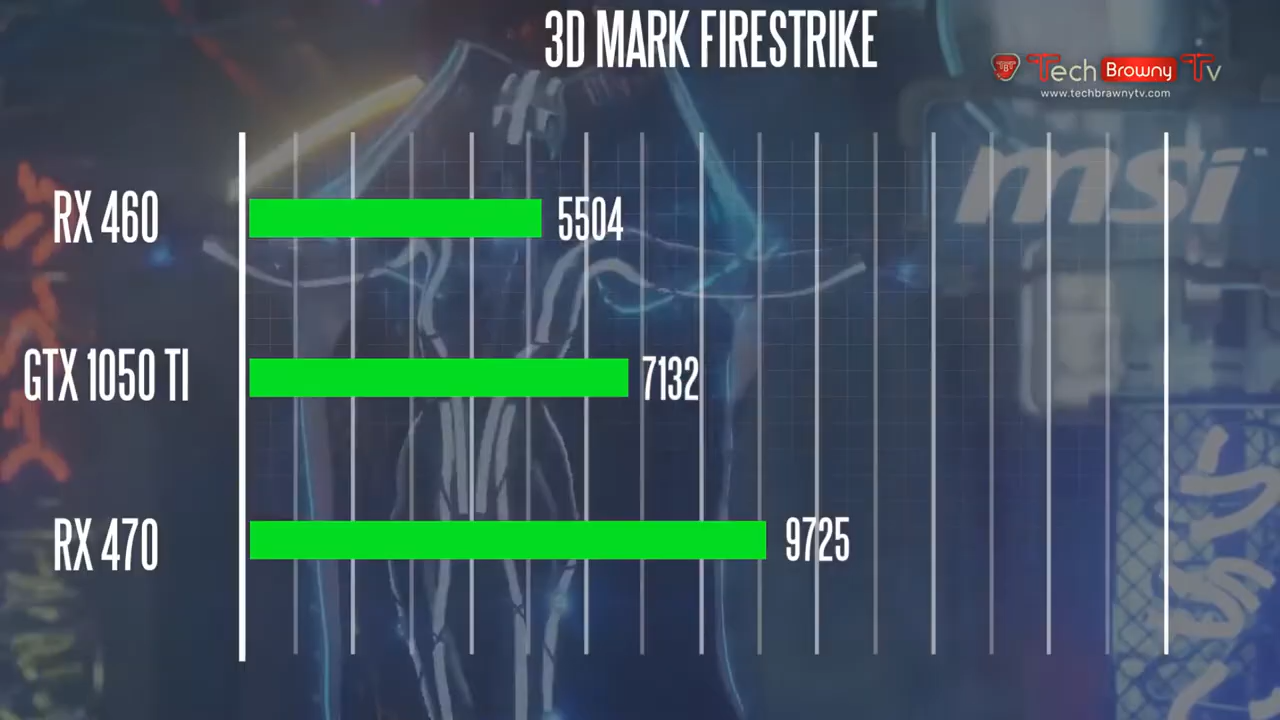 3D MARK FIRESTRIKE
Tech Browny Tv
www.techbrawnytv.com
msi
RX 460
5504
GTX 1050 TI
7132
RX 470
9725